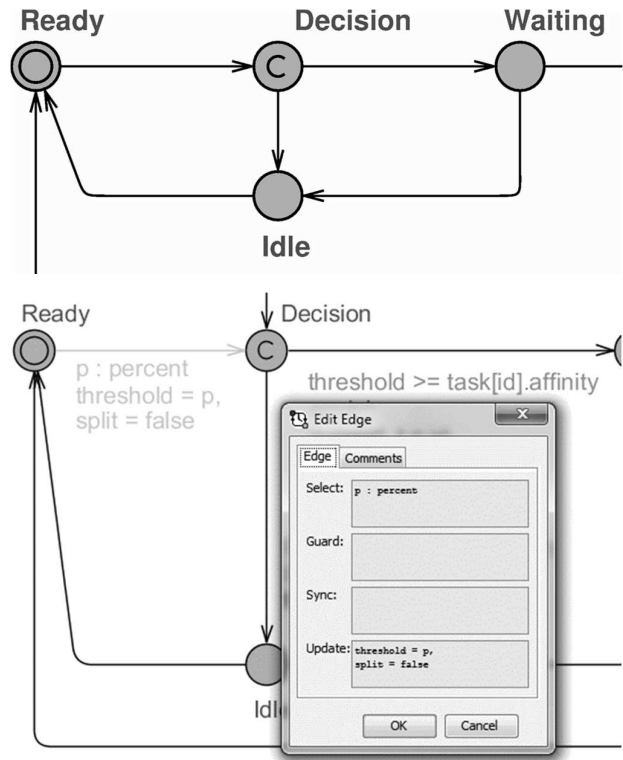 Ready Decision Waiting
C
Idle
Ready
Decision
C
p : percent
threshold = p,
split = false
threshold >= task[id].affinity
Edit Edge
Edge Comments
Select: p : percent
Guard:
Sync:
Update: threshold = p,
split = false
OK Cancel